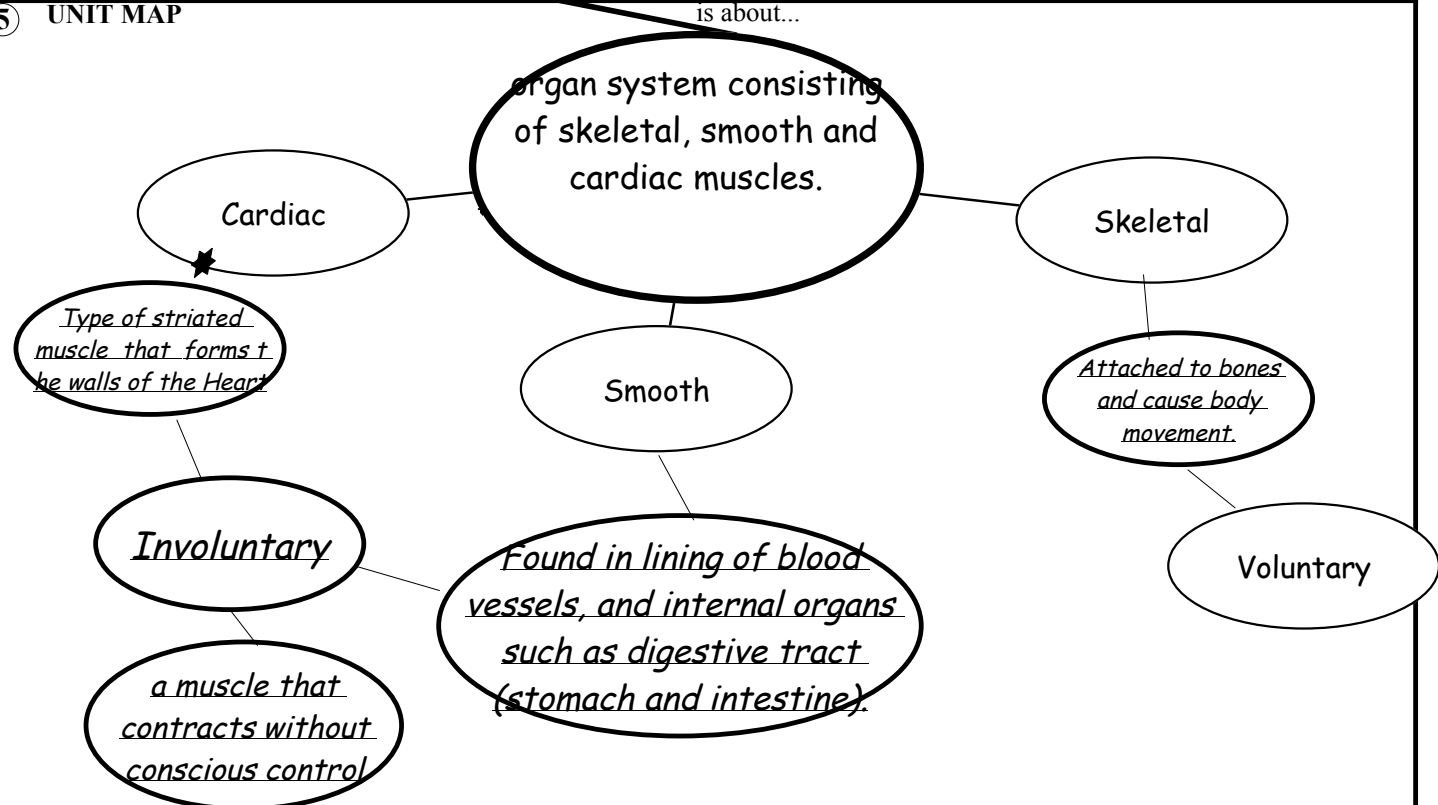 5 UNIT MAP
is about...
organ system consisting
of skeletal, smooth and
cardiac muscles.
Cardiac
Skeletal
Type of striated
muscle that forms t
he walls of the Heart
Smooth
Attached to bones
and cause body
movement.
Involuntary
Found in lining of blood
vessels, and internal organs
such as digestive tract
(stomach and intestine).
Voluntary
a muscle that
contracts without
conscious control